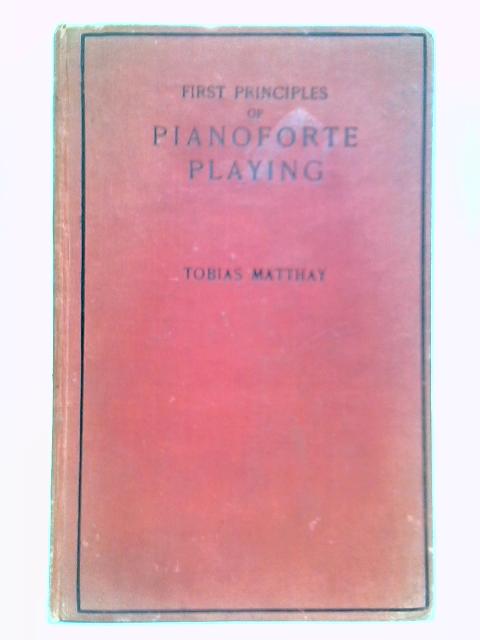 FIRST PRINCIPLES
OF
PIANOFORTE
PLAYING
TOBIAS MATTHAY